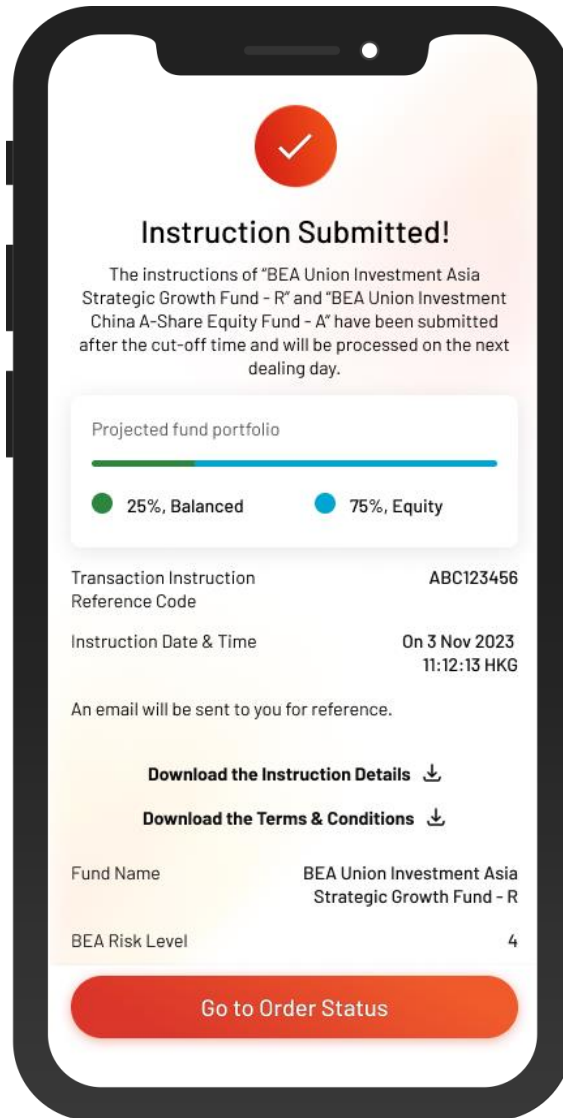 Instruction Submitted!
The instructions of "BEA Union Investment Asia
Strategic Growth Fund - R" and "BEA Union Investment
China A-Share Equity Fund - A" have been submitted
after the cut-off time and will be processed on the next
dealing day.
Projected fund portfolio
25%, Balanced
75%, Equity
Transaction Instruction
Reference Code
ABC123456
Instruction Date & Time
On 3 Nov 2023
11:12:13 HKG
An email will be sent to you for reference.
Download the Instruction Details
Download the Terms & Conditions
Fund Name
BEA Union Investment Asia
Strategic Growth Fund - R
BEA Risk Level
4
Go to Order Status